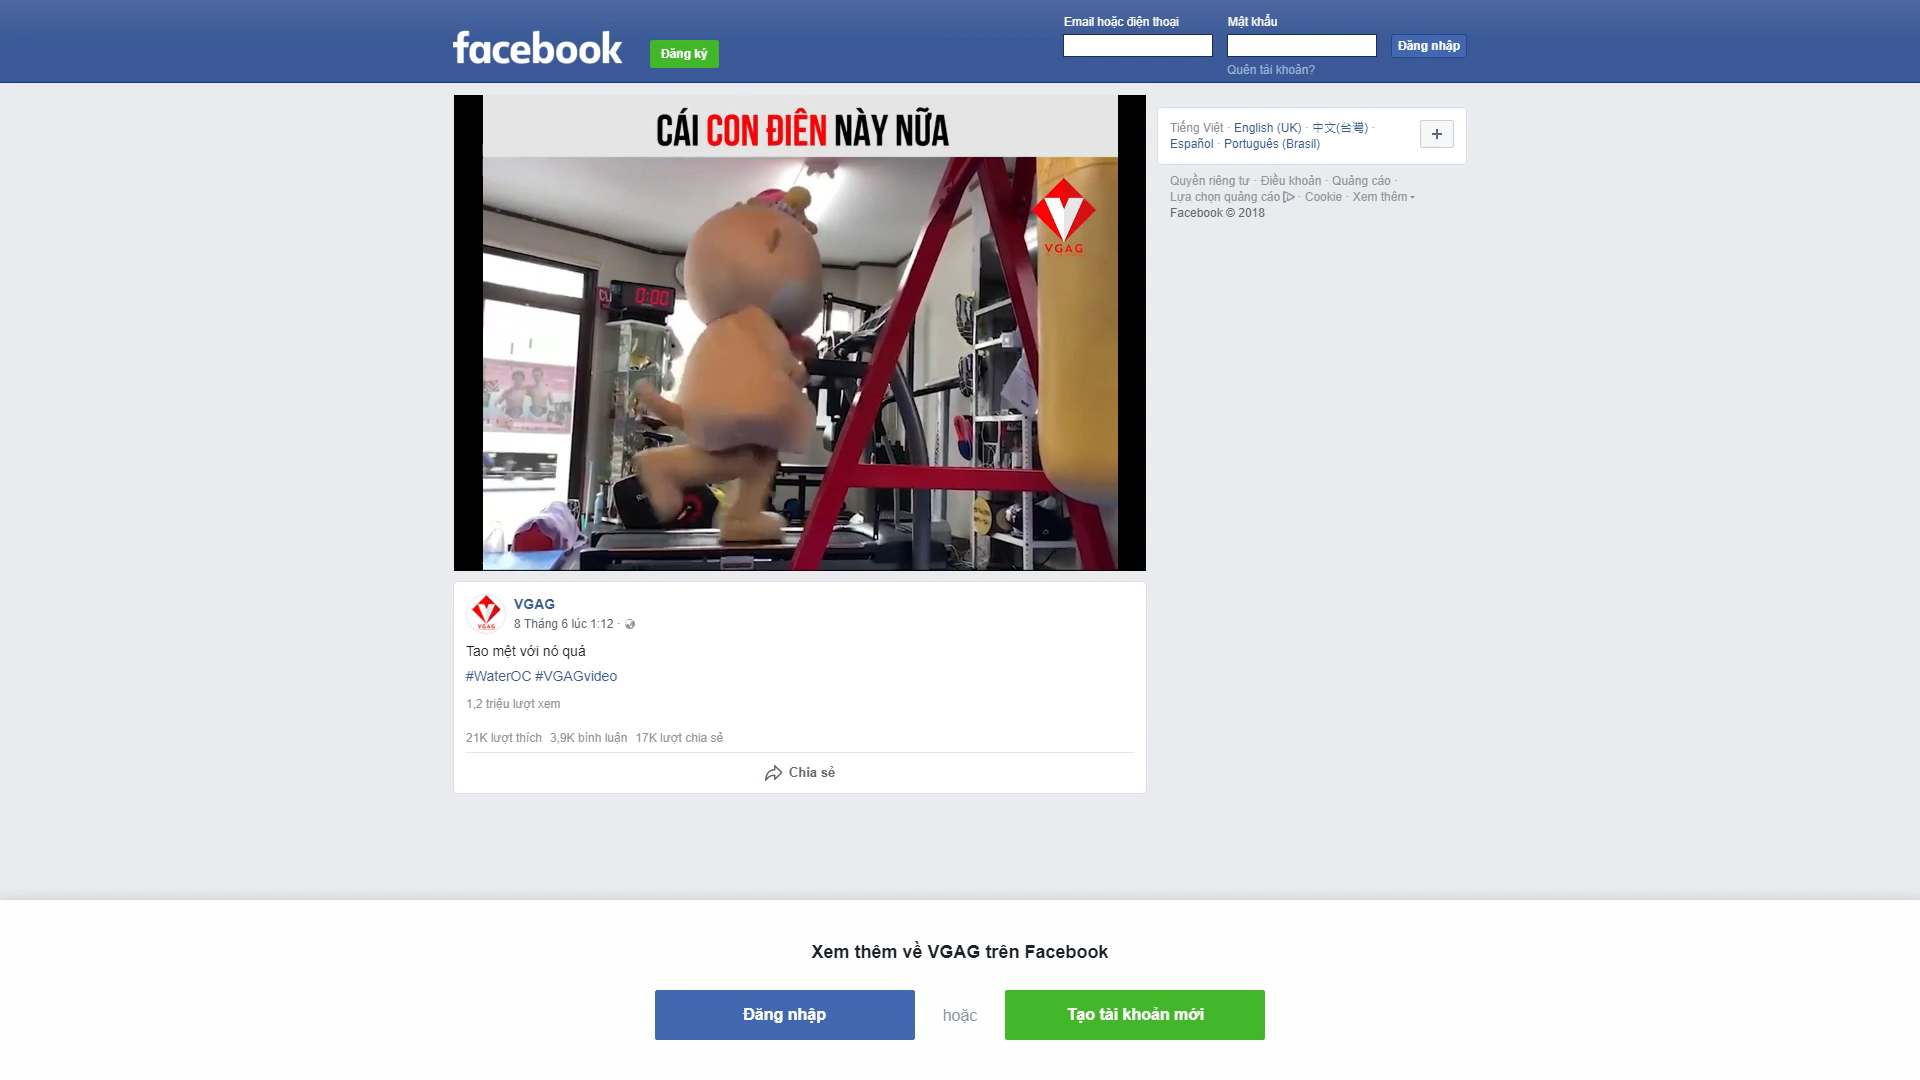 facebook
Đăng ký
Email hoặc điện thoại
Mật khẩu
Đăng nhập
Quên tài khoản?
CÁI CON ĐIÊN NÀY NỮA
VGAG
0:00
Tiếng Việt · English (UK) · 中文(台灣) ·
Español · Português (Brasil)
+
Quyền riêng tư · Điều khoản · Quảng cáo ·
Lựa chọn quảng cáo · Cookie · Xem thêm
Facebook © 2018
VGAG
VGAG
8 Tháng 6 lúc 1:12 ·
Tao mệt với nó quá
#WaterOC #VGAGvideo
1,2 triệu lượt xem
21K lượt thích 3,9K bình luận 17K lượt chia sẻ
Chia sẻ
Xem thêm về VGAG trên Facebook
Đăng nhập
hoặc
Tạo tài khoản mới